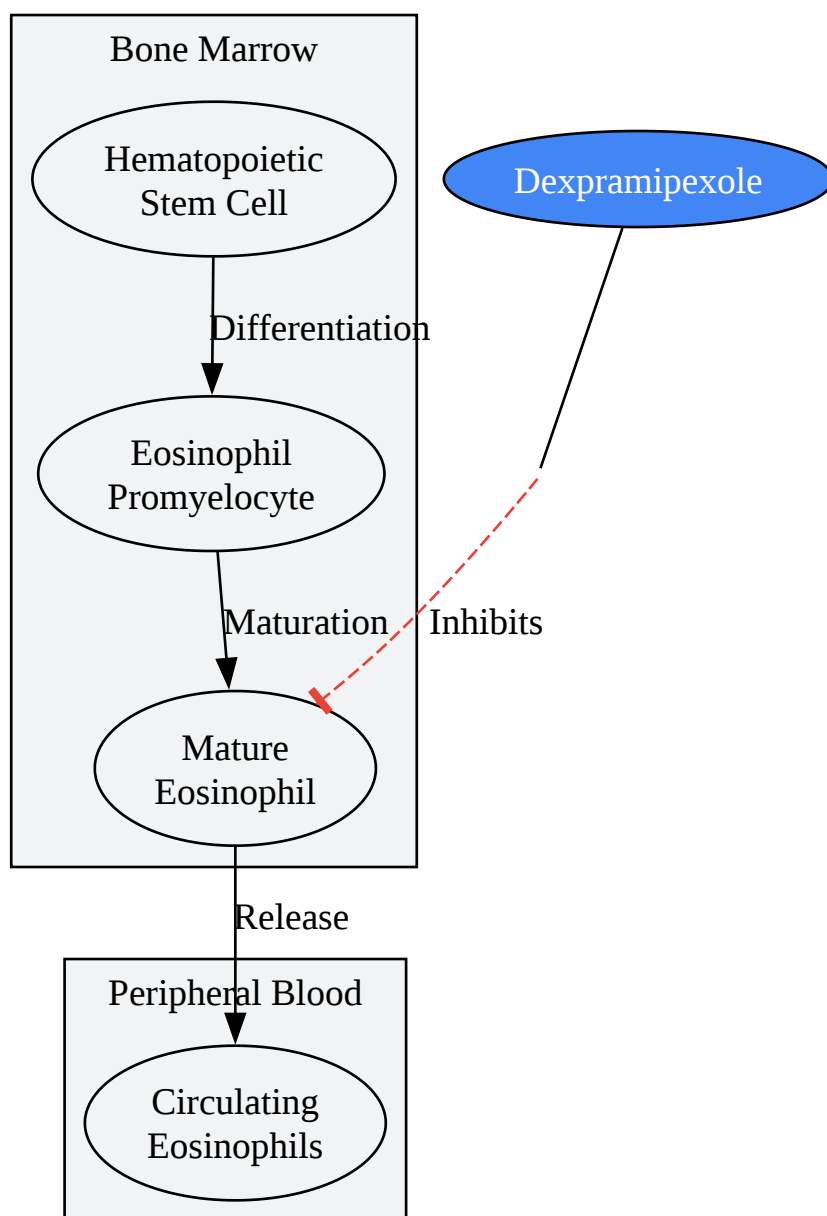 Bone Marrow
Hematopoietic
Stem Cell
Dexpramipexole
Differentiation
Eosinophil
Promyelocyte
Maturation
Inhibits
Mature
Eosinophil
Release
Peripheral Blood
Circulating
Eosinophils